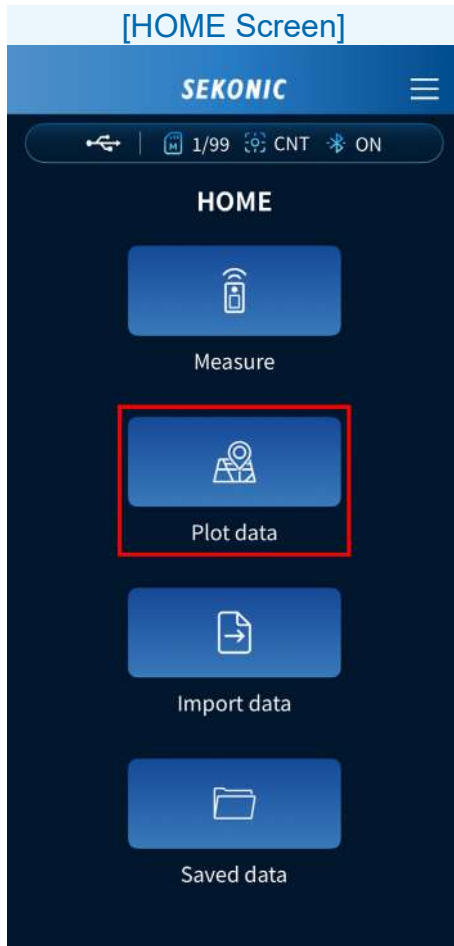 [HOME Screen]
SEKONIC
M 1/99 CNT ON
HOME
Measure
Plot data
Import data
Saved data